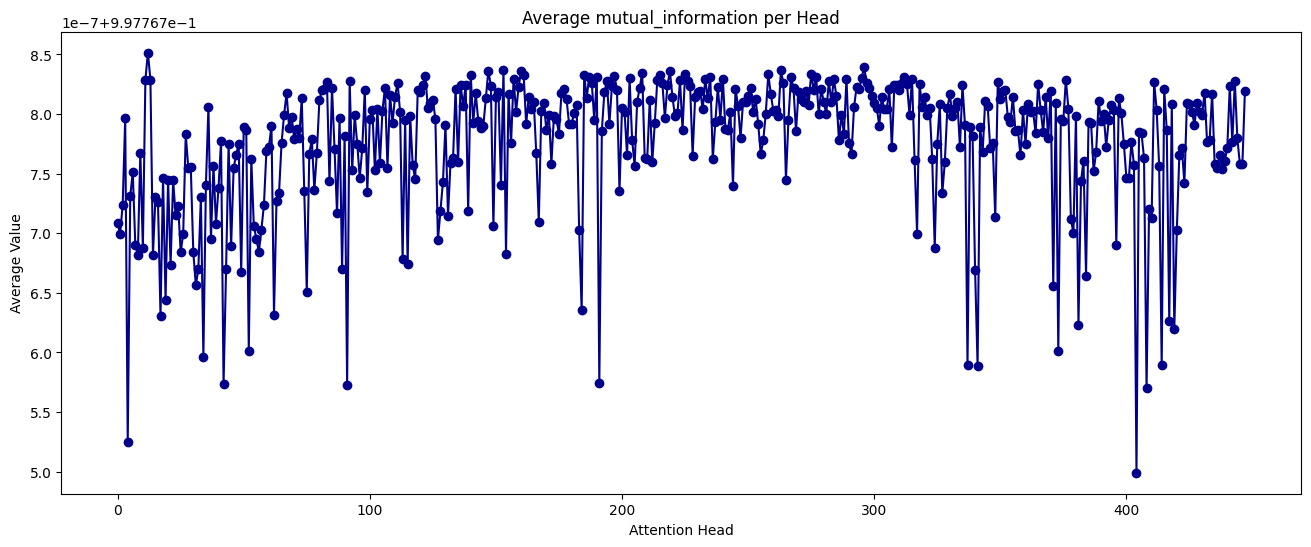 Average mutual_information per Head
1e−7+9.97767e−1
8.5
8.0
7.5
7.0
6.5
6.0
5.5
5.0
Average Value
0 100 200 300 400
Attention Head